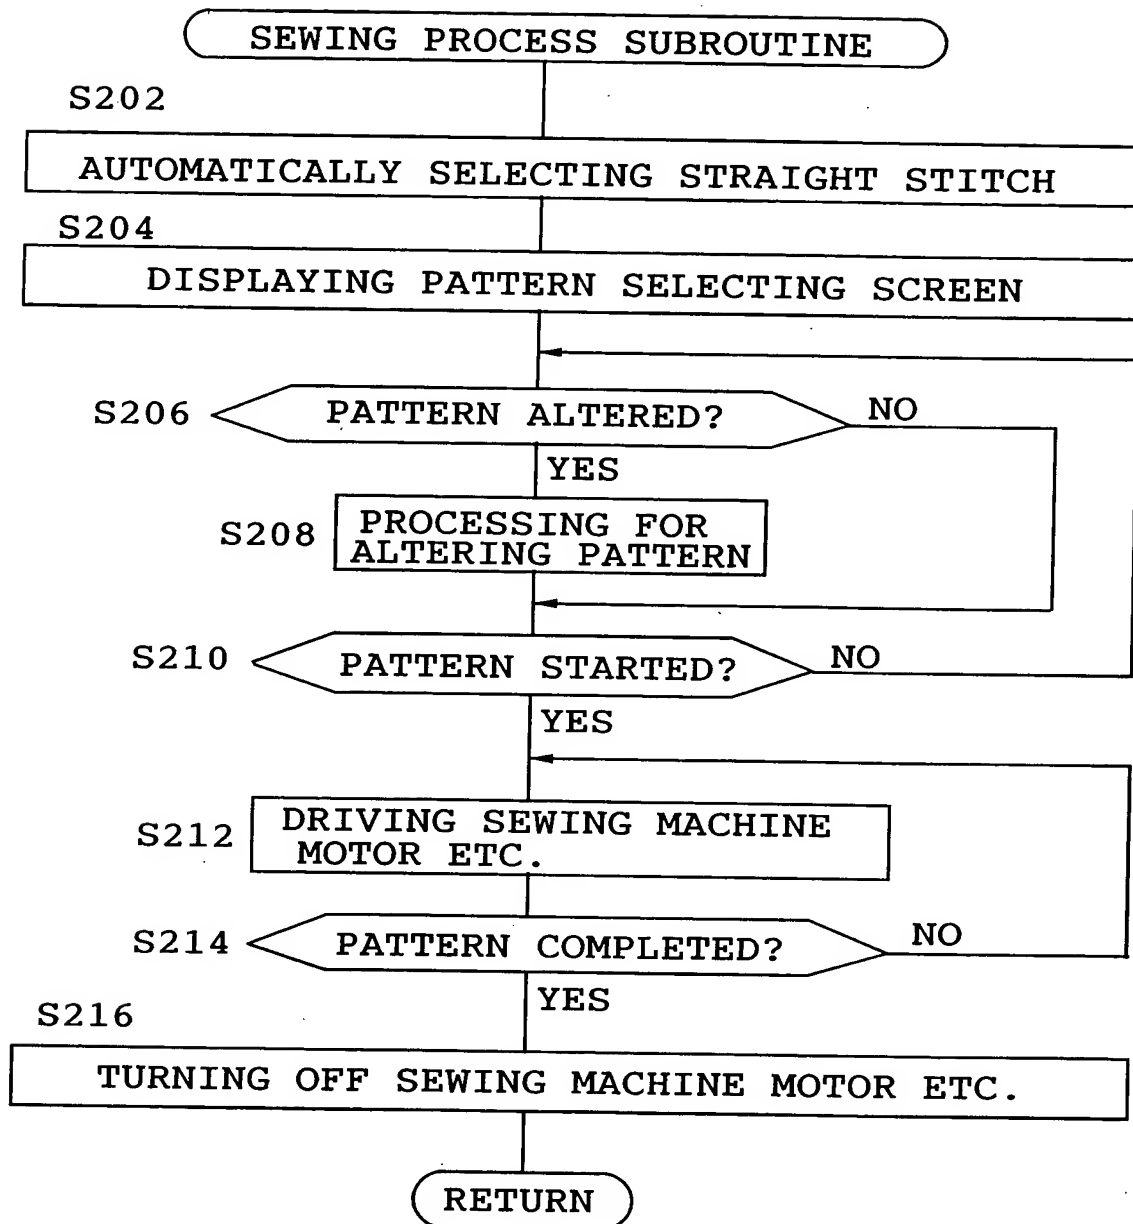 SEWING PROCESS SUBROUTINE
S202
AUTOMATICALLY SELECTING STRAIGHT STITCH
S204
DISPLAYING PATTERN SELECTING SCREEN
S206
PATTERN ALTERED?
NO
YES
S208
PROCESSING FOR
ALTERING PATTERN
S210
PATTERN STARTED?
NO
YES
S212
DRIVING SEWING MACHINE
MOTOR ETC.
S214
PATTERN COMPLETED?
NO
YES
S216
TURNING OFF SEWING MACHINE MOTOR ETC.
RETURN